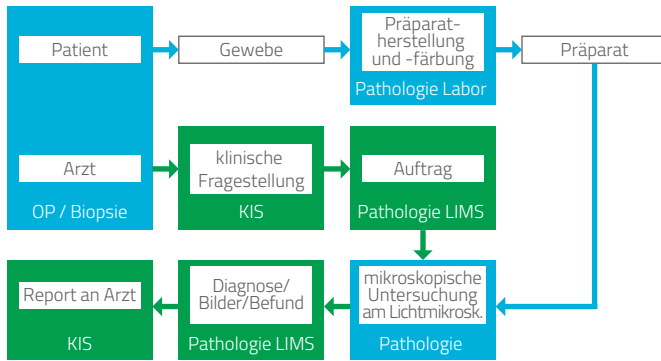 Patient
Gewebe
Präparat-
herstellung
und -färbung
Pathologie Labor
Präparat
Arzt
OP / Biopsie
klinische
Fragestellung
KIS
Auftrag
Pathologie LIMS
Report an Arzt
KIS
Diagnose/
Bilder/Befund
Pathologie LIMS
mikroskopische
Untersuchung
am Lichtmikrosk.
Pathologie